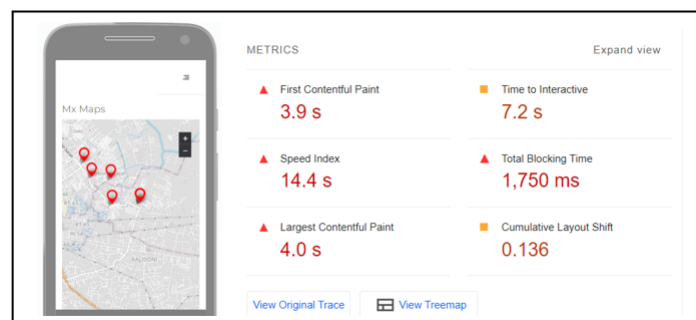 METRICS
Expand view
First Contentful Paint
3.9 s
Time to Interactive
7.2 s
Speed Index
14.4 s
Total Blocking Time
1,750 ms
Largest Contentful Paint
4.0 s
Cumulative Layout Shift
0.136
View Original Trace
View Treemap
Mx Maps
+
−